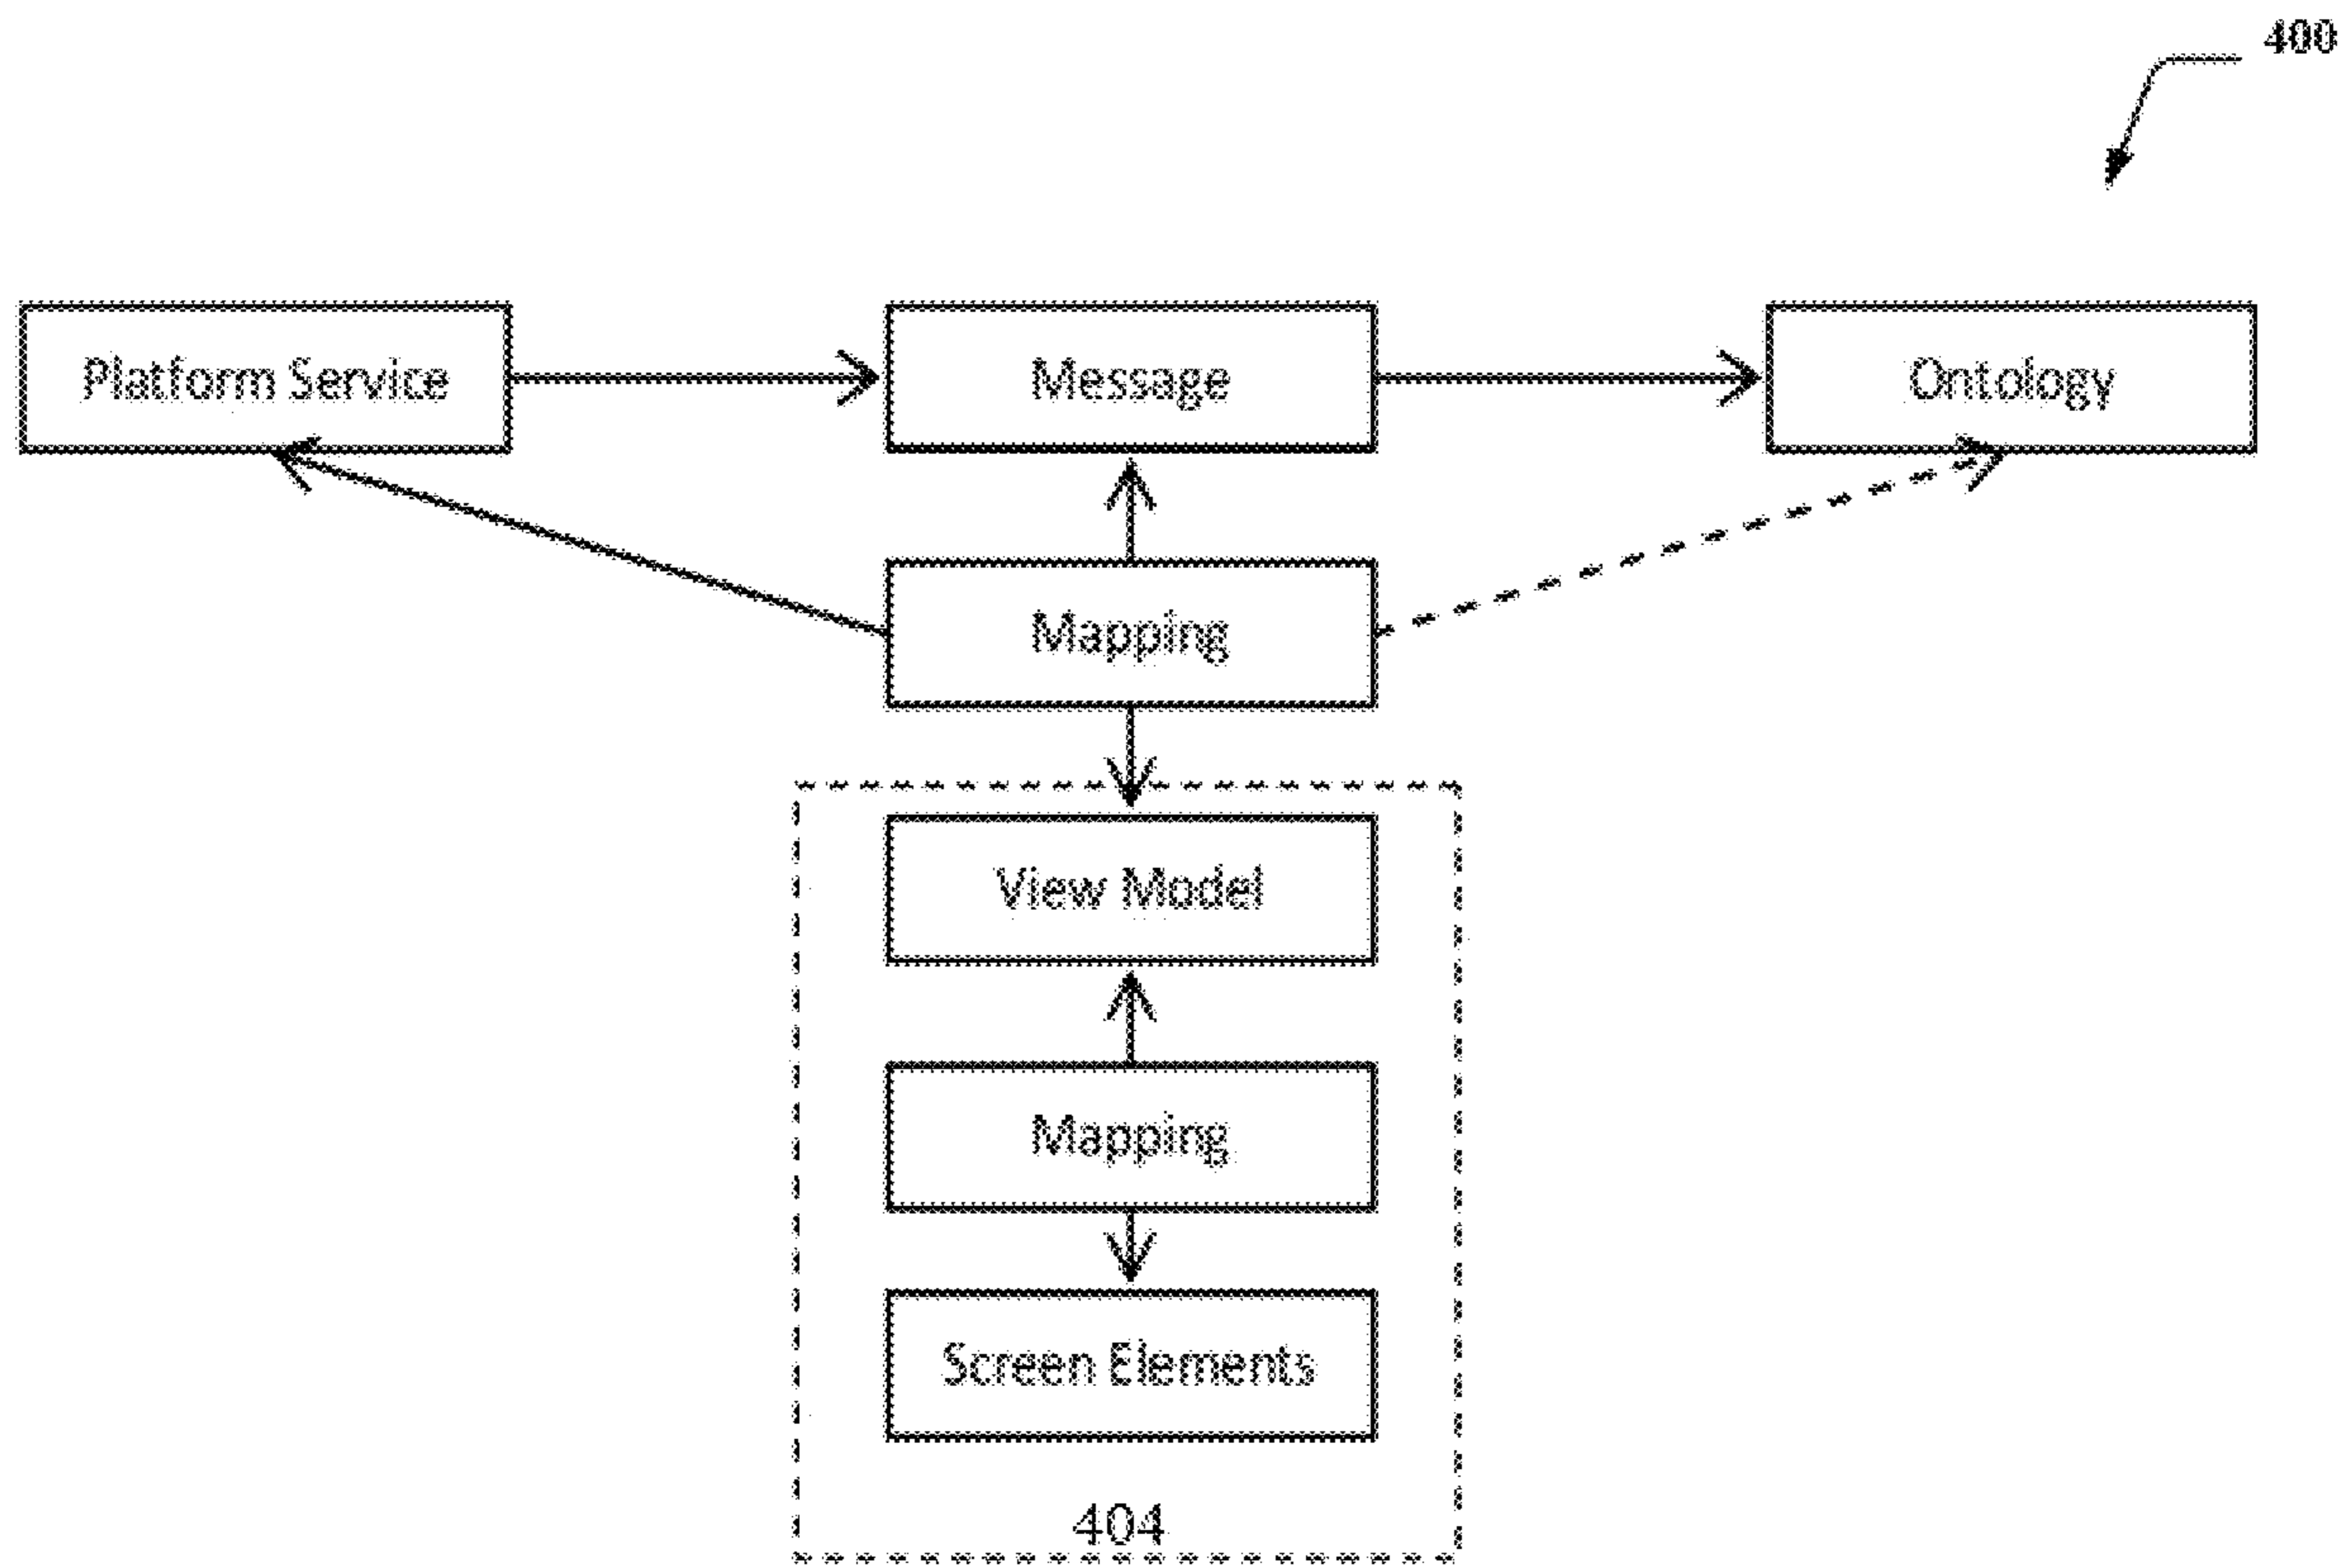 400
Platform Service
Message
Ontology
Mapping
View Model
Mapping
Screen Elements
404